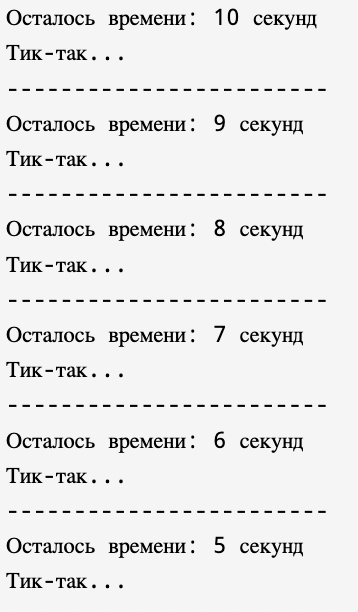 Осталось времени: 10 секунд
Тик-так...
------------------------
Осталось времени: 9 секунд
Тик-так...
------------------------
Осталось времени: 8 секунд
Тик-так...
------------------------
Осталось времени: 7 секунд
Тик-так...
------------------------
Осталось времени: 6 секунд
Тик-так...
------------------------
Осталось времени: 5 секунд
Тик-так...